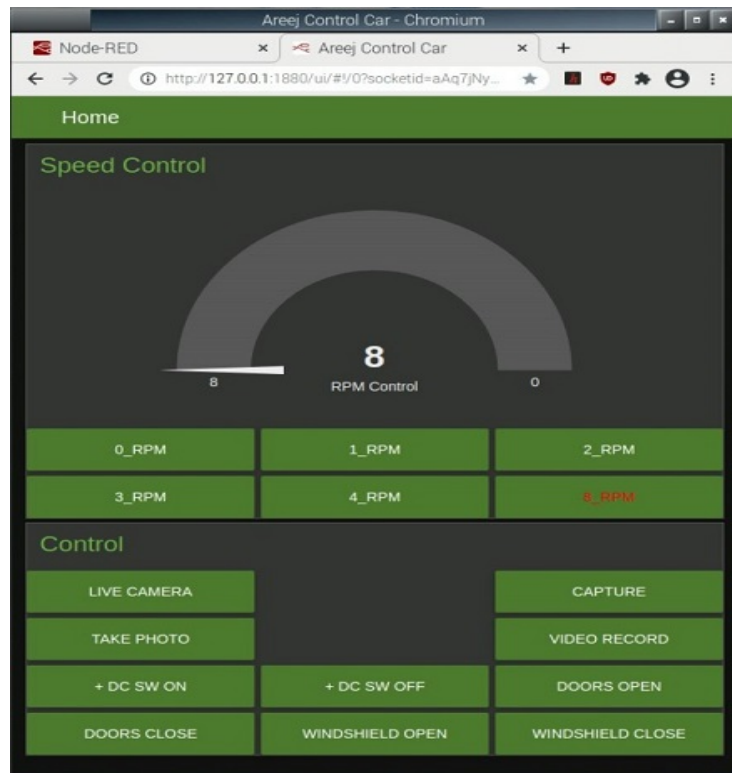 Areej Control Car - Chromium
Node-RED × Areej Control Car × +
http://127.0.0.1:1880/ui/#!/0?socketid=aAq7jNy...
Home
Speed Control
8
8 RPM Control 0
0_RPM 1_RPM 2_RPM
3_RPM 4_RPM 8_RPM
Control
LIVE CAMERA CAPTURE
TAKE PHOTO VIDEO RECORD
+ DC SW ON + DC SW OFF DOORS OPEN
DOORS CLOSE WINDSHIELD OPEN WINDSHIELD CLOSE